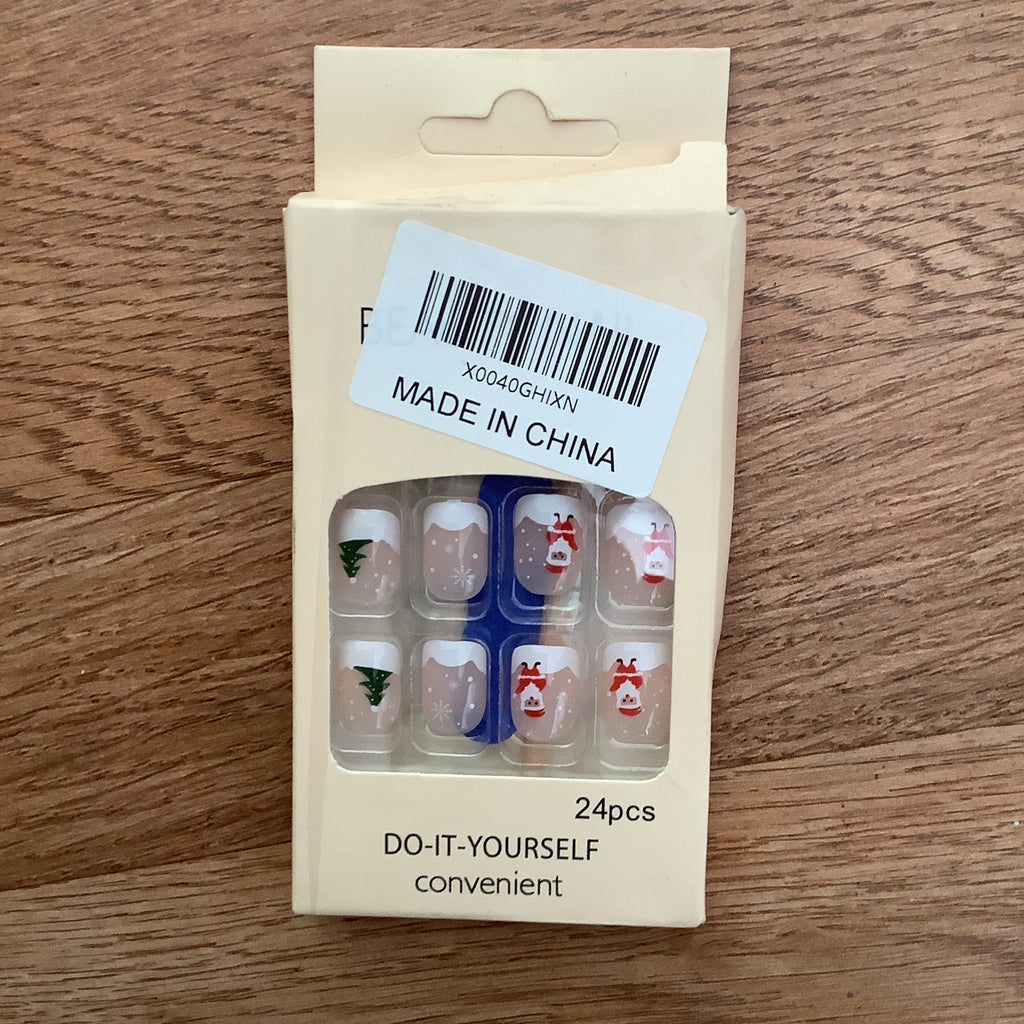 X0040GHIXN
MADE IN CHINA
24pcs
DO-IT-YOURSELF
convenient